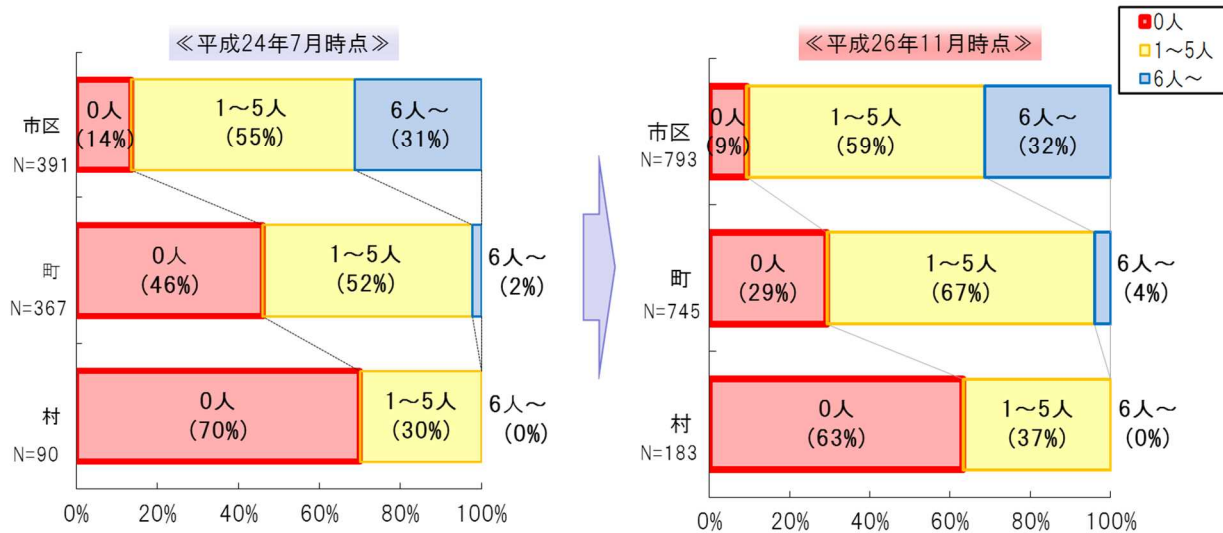 ≪平成24年7月時点≫
市区
N=391
0人
(14%)
1～5人
(55%)
6人～
(31%)
町
N=367
0人
(46%)
1～5人
(52%)
6人～
(2%)
村
N=90
0人
(70%)
1～5人
(30%)
6人～
(0%)
0% 20% 40% 60% 80% 100%
≪平成26年11月時点≫
0人
1～5人
6人～
市区
N=793
0人
(9%)
1～5人
(59%)
6人～
(32%)
町
N=745
0人
(29%)
1～5人
(67%)
6人～
(4%)
村
N=183
0人
(63%)
1～5人
(37%)
6人～
(0%)
0% 20% 40% 60% 80% 100%